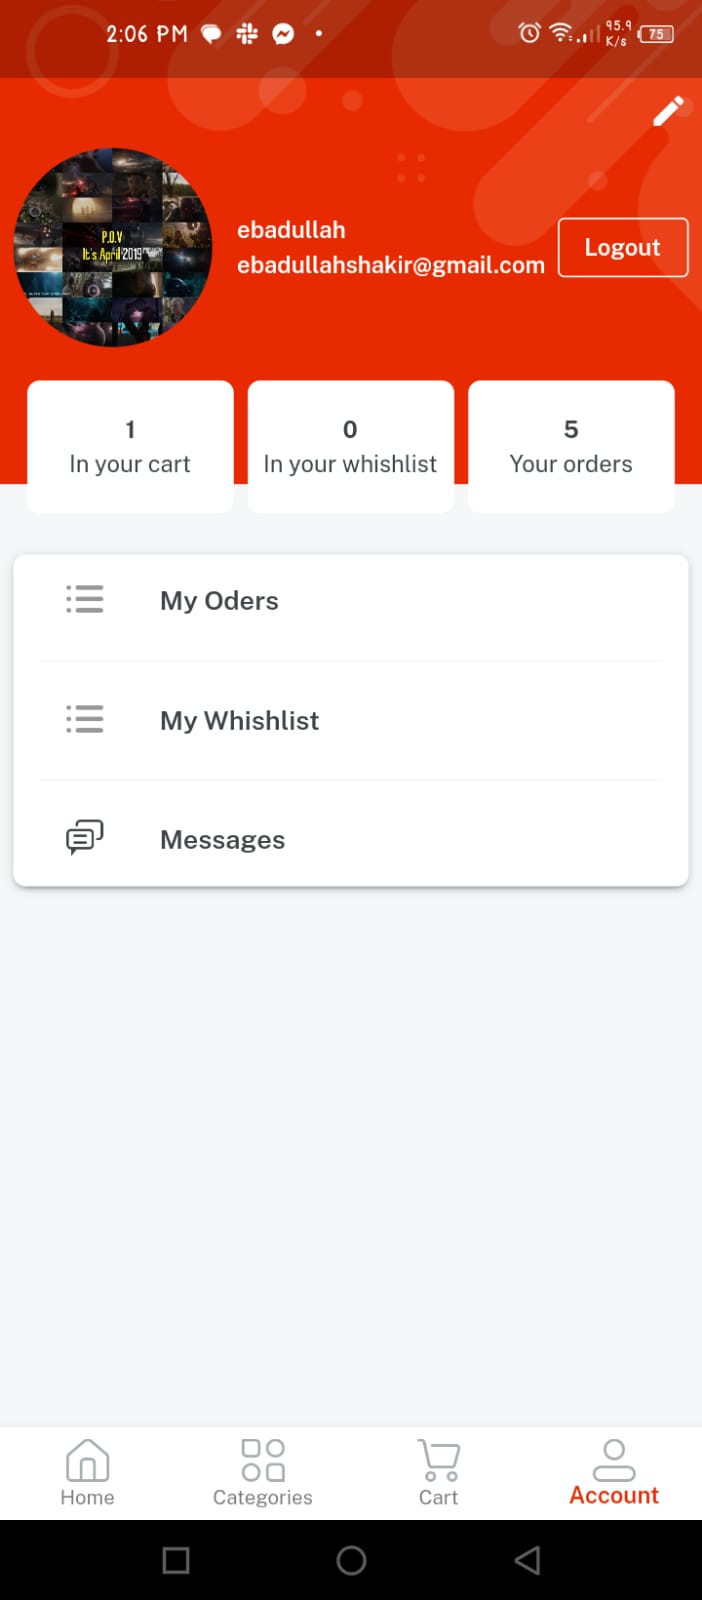 2:06 PM
95.9
K/s
75
P.O.V
It's April 2019
ebadullah
ebadullahshakir@gmail.com
Logout
1
In your cart
0
In your whishlist
5
Your orders
My Oders
My Whishlist
Messages
Home
Categories
Cart
Account